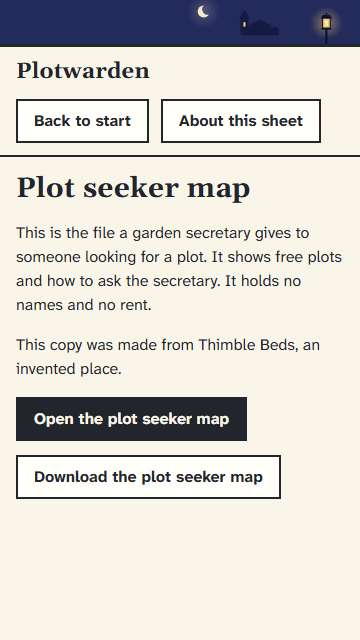 Plotwarden
Back to start
About this sheet
Plot seeker map
This is the file a garden secretary gives to
someone looking for a plot. It shows free plots
and how to ask the secretary. It holds no
names and no rent.
This copy was made from Thimble Beds, an
invented place.
Open the plot seeker map
Download the plot seeker map